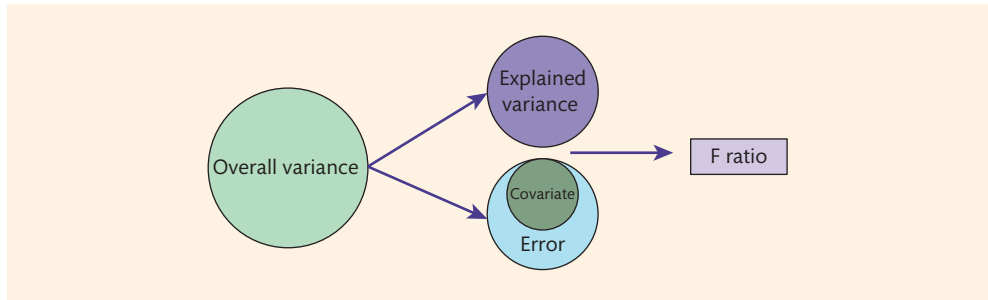 Explained
variance
Overall variance
F ratio
Covariate
Error